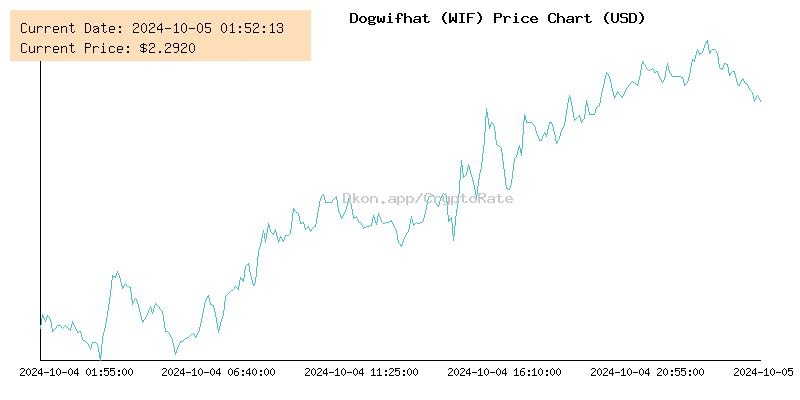 Dogwifhat (WIF) Price Chart (USD)
Current Date: 2024-10-05 01:52:13
Current Price: $2.2920
Dkon.app/CryptoRate
2024-10-04 01:55:00 2024-10-04 06:40:00 2024-10-04 11:25:00 2024-10-04 16:10:00 2024-10-04 20:55:00 2024-10-05